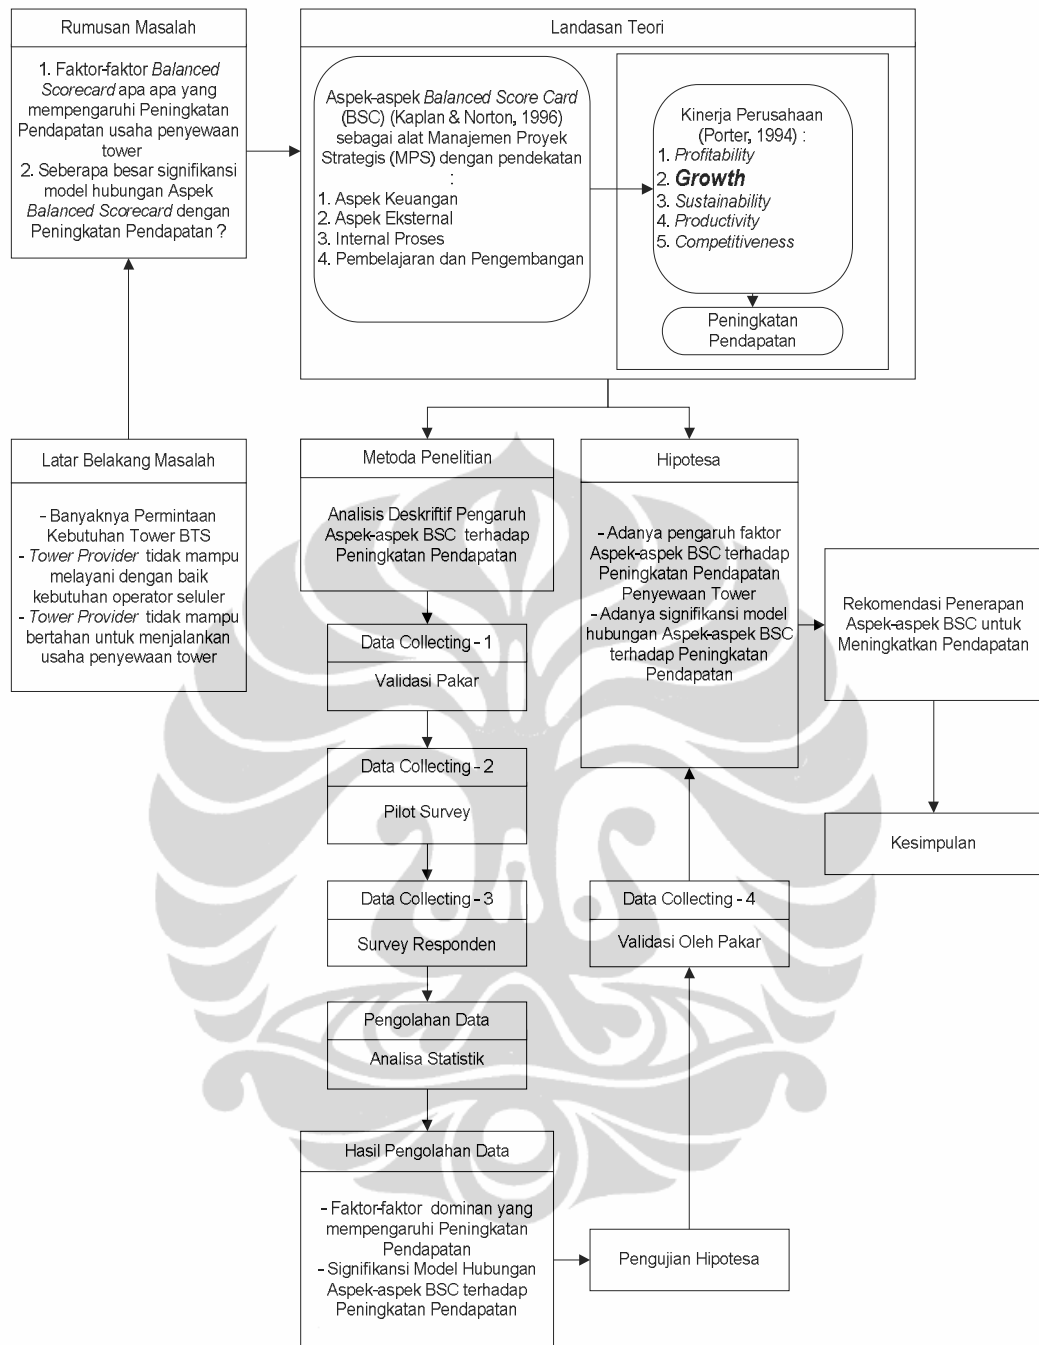 Rumusan Masalah
1. Faktor-faktor Balanced
Scorecard apa apa yang
mempengaruhi Peningkatan
Pendapatan usaha penyewaan
tower
2. Seberapa besar signifikansi
model hubungan Aspek
Balanced Scorecard dengan
Peningkatan Pendapatan ?
Landasan Teori
Aspek-aspek Balanced Score Card
(BSC) (Kaplan & Norton, 1996)
sebagai alat Manajemen Proyek
Strategis (MPS) dengan pendekatan
:
1. Aspek Keuangan
2. Aspek Eksternal
3. Internal Proses
4. Pembelajaran dan Pengembangan
Kinerja Perusahaan
(Porter, 1994) :
1. Profitability
2. Growth
3. Sustainability
4. Productivity
5. Competitiveness
Peningkatan
Pendapatan
Latar Belakang Masalah
- Banyaknya Permintaan
Kebutuhan Tower BTS
- Tower Provider tidak mampu
melayani dengan baik
kebutuhan operator seluler
- Tower Provider tidak mampu
bertahan untuk menjalankan
usaha penyewaan tower
Metoda Penelitian
Analisis Deskriftif Pengaruh
Aspek-aspek BSC terhadap
Peningkatan Pendapatan
Data Collecting - 1
Validasi Pakar
Data Collecting - 2
Pilot Survey
Data Collecting - 3
Survey Responden
Pengolahan Data
Analisa Statistik
Hasil Pengolahan Data
- Faktor-faktor dominan yang
mempengaruhi Peningkatan
Pendapatan
- Signifikansi Model Hubungan
Aspek-aspek BSC terhadap
Peningkatan Pendapatan
Pengujian Hipotesa
Data Collecting - 4
Validasi Oleh Pakar
Hipotesa
- Adanya pengaruh faktor
Aspek-aspek BSC terhadap
Peningkatan Pendapatan
Penyewaan Tower
- Adanya signifikansi model
hubungan Aspek-aspek BSC
terhadap Peningkatan
Pendapatan
Rekomendasi Penerapan
Aspek-aspek BSC untuk
Meningkatkan Pendapatan
Kesimpulan